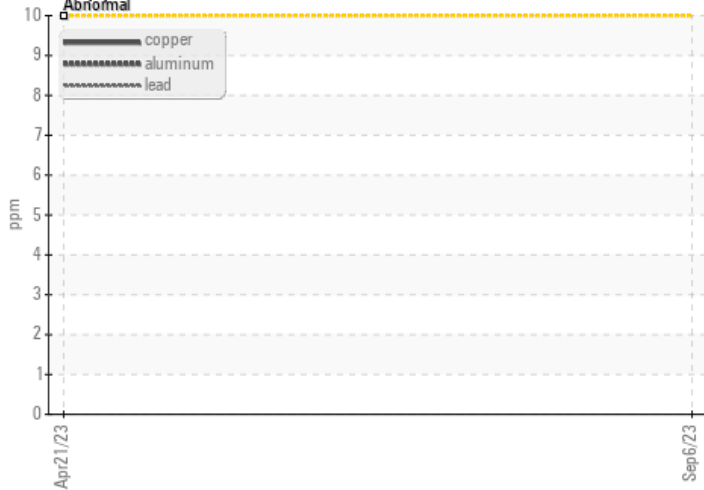 Abnormal
10
copper
9
aluminum
lead
8
7
6
ppm
5
4
3
2
1
0
Apr21/23
Sep6/23